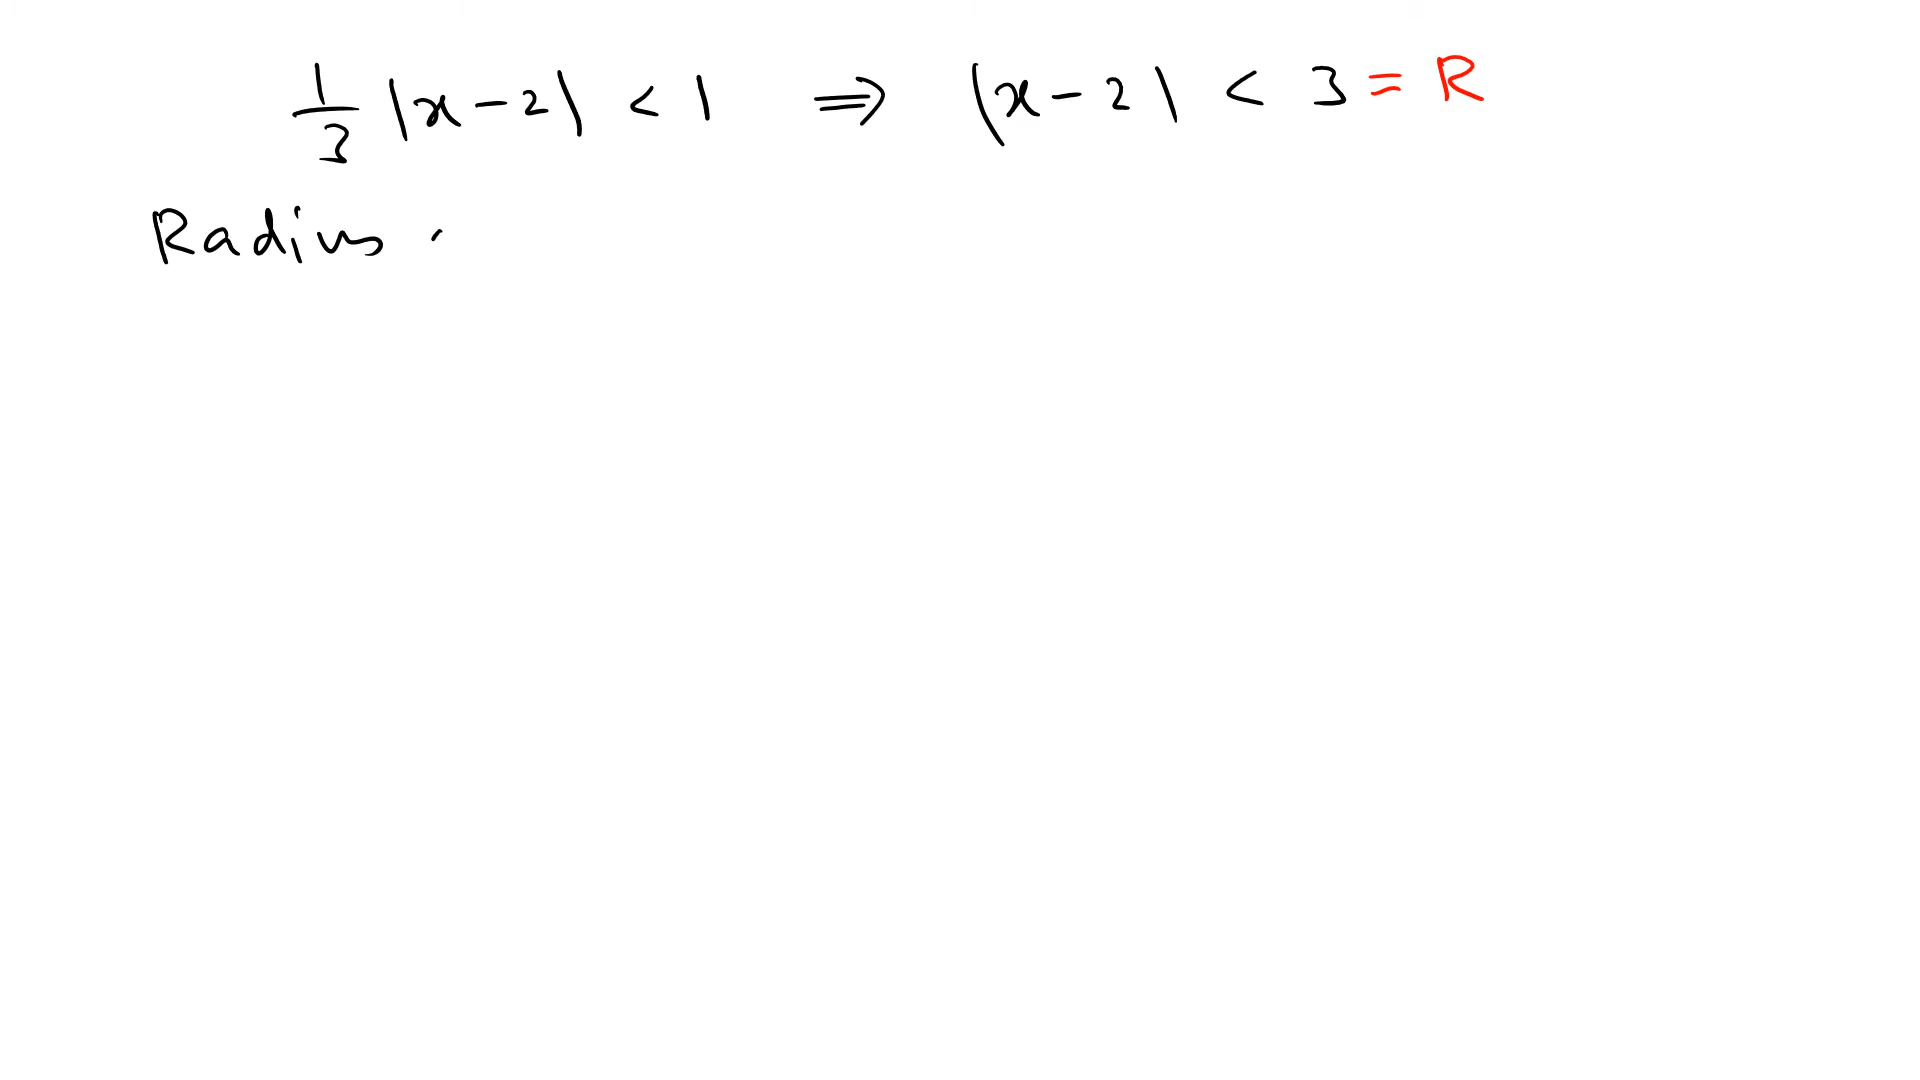 1/3 |x-2| < 1 ⟹ |x-2| < 3 = R
Radius